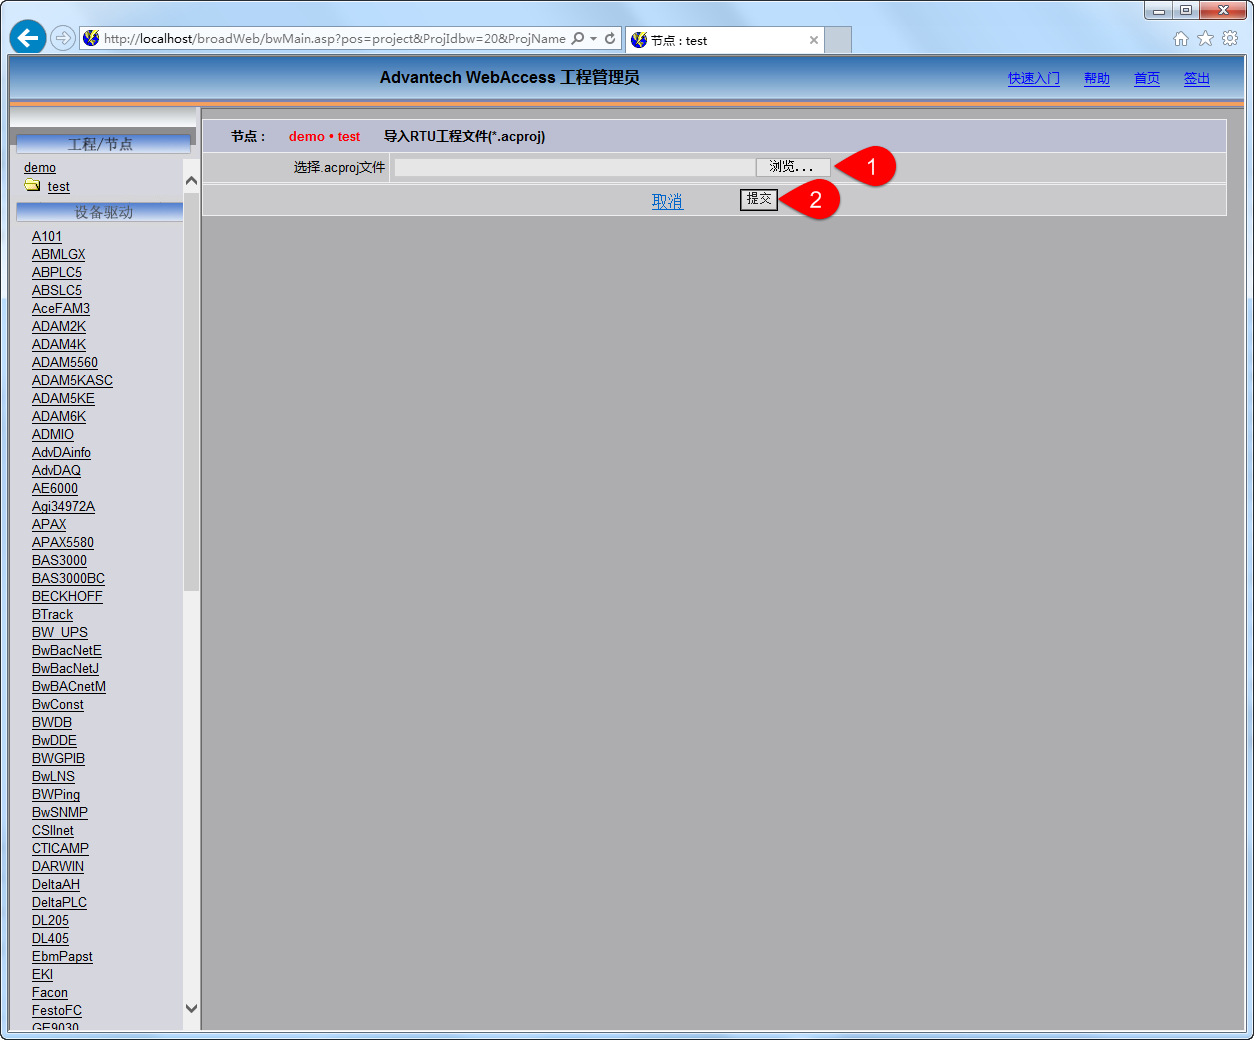 http://localhost/broadWeb/bwMain.asp?pos=project&ProjIdbw=20&ProjName
节点 : test
Advantech WebAccess 工程管理员
快速入门 帮助 首页 签出
工程/节点
demo
test
设备驱动
A101
ABMLGX
ABPLC5
ABSLC5
AceFAM3
ADAM2K
ADAM4K
ADAM5560
ADAM5KASC
ADAM5KE
ADAM6K
ADMIO
AdvDAinfo
AdvDAQ
AE6000
Agi34972A
APAX
APAX5580
BAS3000
BAS3000BC
BECKHOFF
BTrack
BW_UPS
BwBacNetE
BwBacNetJ
BwBACnetM
BwConst
BWDB
BwDDE
BWGPIB
BwLNS
BWPing
BwSNMP
CSIInet
CTICAMP
DARWIN
DeltaAH
DeltaPLC
DL205
DL405
EbmPapst
EKI
Facon
FestoFC
GE9030
节点 : demo • test 导入RTU工程文件(*.acproj)
选择.acproj文件 浏览... 1
取消 提交 2